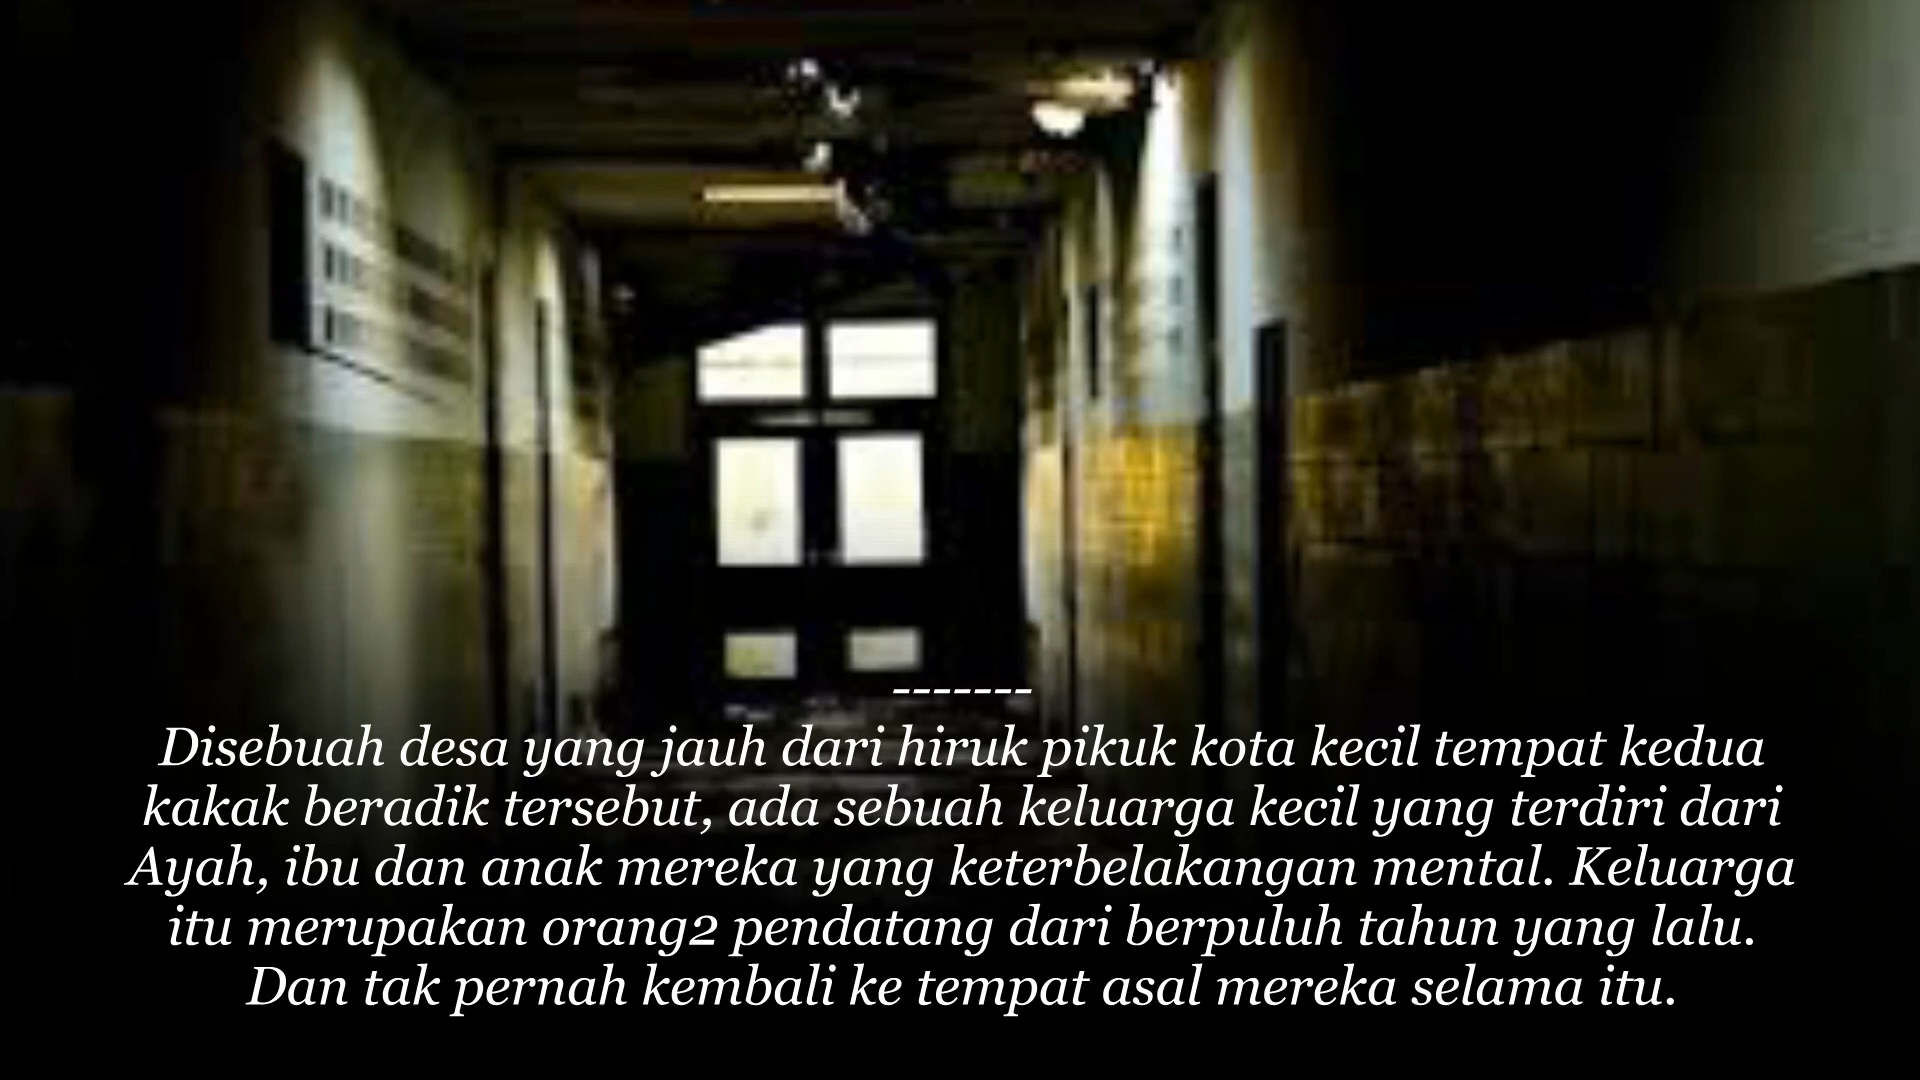 -------
Disebuah desa yang jauh dari hiruk pikuk kota kecil tempat kedua
kakak beradik tersebut, ada sebuah keluarga kecil yang terdiri dari
Ayah, ibu dan anak mereka yang keterbelakangan mental. Keluarga
itu merupakan orang2 pendatang dari berpuluh tahun yang lalu.
Dan tak pernah kembali ke tempat asal mereka selama itu.